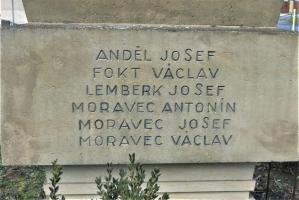 ANDĚL JOSEF
FOKT VÁCLAV
LEMBERK JOSEF
MORAVEC ANTONÍN
MORAVEC JOSEF
MORAVEC VÁCLAV